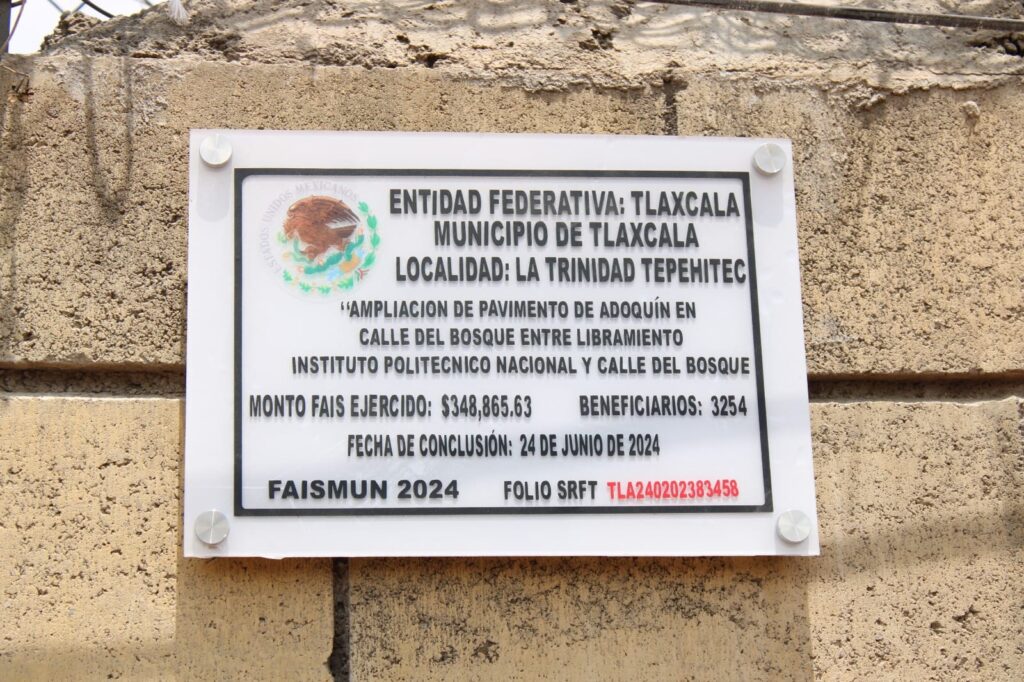 ESTADOS UNIDOS MEXICANOS
ENTIDAD FEDERATIVA: TLAXCALA
MUNICIPIO DE TLAXCALA
LOCALIDAD: LA TRINIDAD TEPEHITEC
“AMPLIACION DE PAVIMENTO DE ADOQUÍN EN
CALLE DEL BOSQUE ENTRE LIBRAMIENTO
INSTITUTO POLITECNICO NACIONAL Y CALLE DEL BOSQUE
MONTO FAIS EJERCIDO: $348,865.63 BENEFICIARIOS: 3254
FECHA DE CONCLUSIÓN: 24 DE JUNIO DE 2024
FAISMUN 2024 FOLIO SRFT TLA240202383458